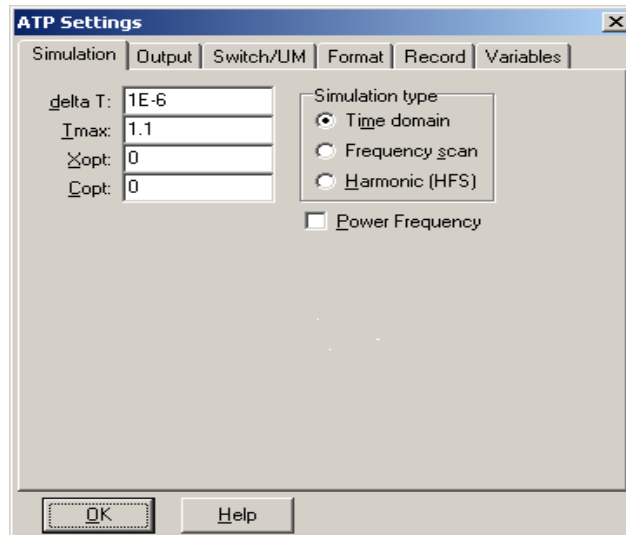 ATP Settings
Simulation Output Switch/UM Format Record Variables
delta T: 1E-6
Tmax: 1.1
Xopt: 0
Copt: 0
Simulation type
Time domain
Frequency scan
Harmonic (HFS)
Power Frequency
OK Help